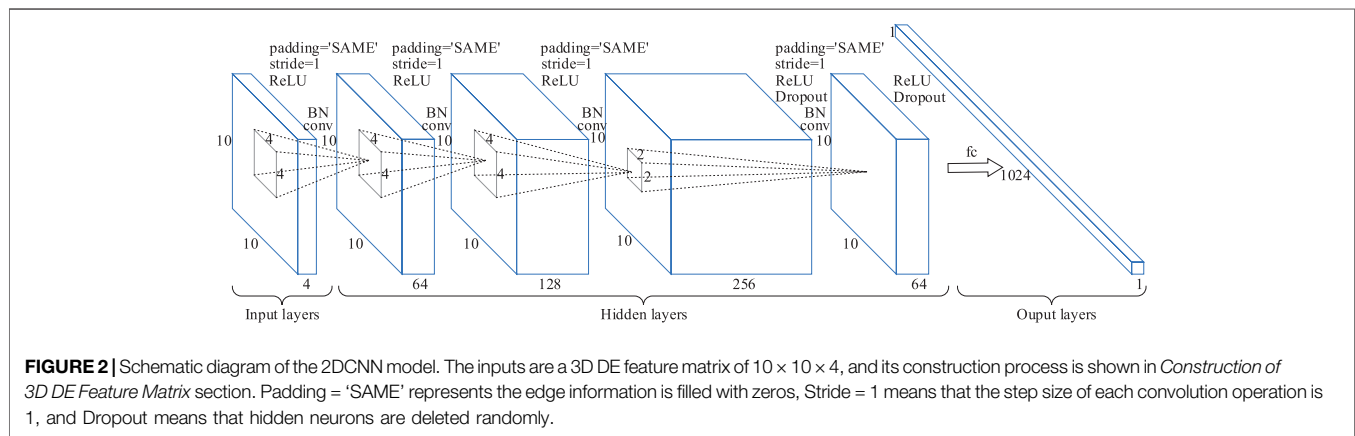 padding='SAME'
stride=1
ReLU
BN
conv
padding='SAME'
stride=1
ReLU
BN
conv
padding='SAME'
stride=1
ReLU
BN
conv
padding='SAME'
stride=1
ReLU
Dropout
BN
conv
ReLU
Dropout
1
10
4
4
10
4
10
4
4
10
64
10
4
4
10
128
10
2
2
10
256
10
10
64
fc
1024
1
Input layers
Hidden layers
Ouput layers
FIGURE 2 | Schematic diagram of the 2DCNN model. The inputs are a 3D DE feature matrix of 10 × 10 × 4, and its construction process is shown in Construction of
3D DE Feature Matrix section. Padding = ‘SAME’ represents the edge information is filled with zeros, Stride = 1 means that the step size of each convolution operation is
1, and Dropout means that hidden neurons are deleted randomly.